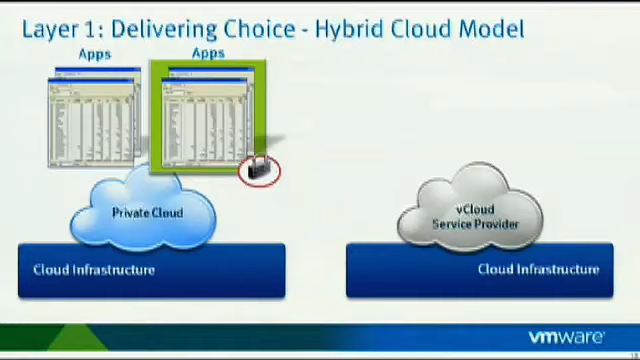 Layer 1: Delivering Choice - Hybrid Cloud Model
Apps
Apps
Private Cloud
vCloud
Service Provider
Cloud Infrastructure
Cloud Infrastructure
vmware